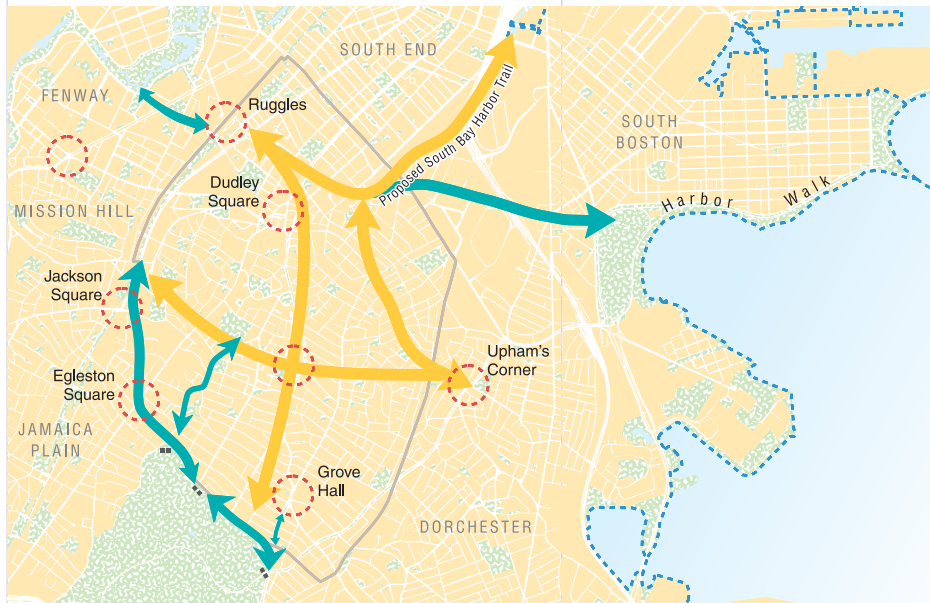 SOUTH END
FENWAY
Ruggles
Proposed South Bay Harbor Trail
SOUTH
BOSTON
Dudley
Square
Harbor Walk
MISSION HILL
Jackson
Square
Upham's
Corner
Egleston
Square
JAMAICA
PLAIN
Grove
Hall
DORCHESTER